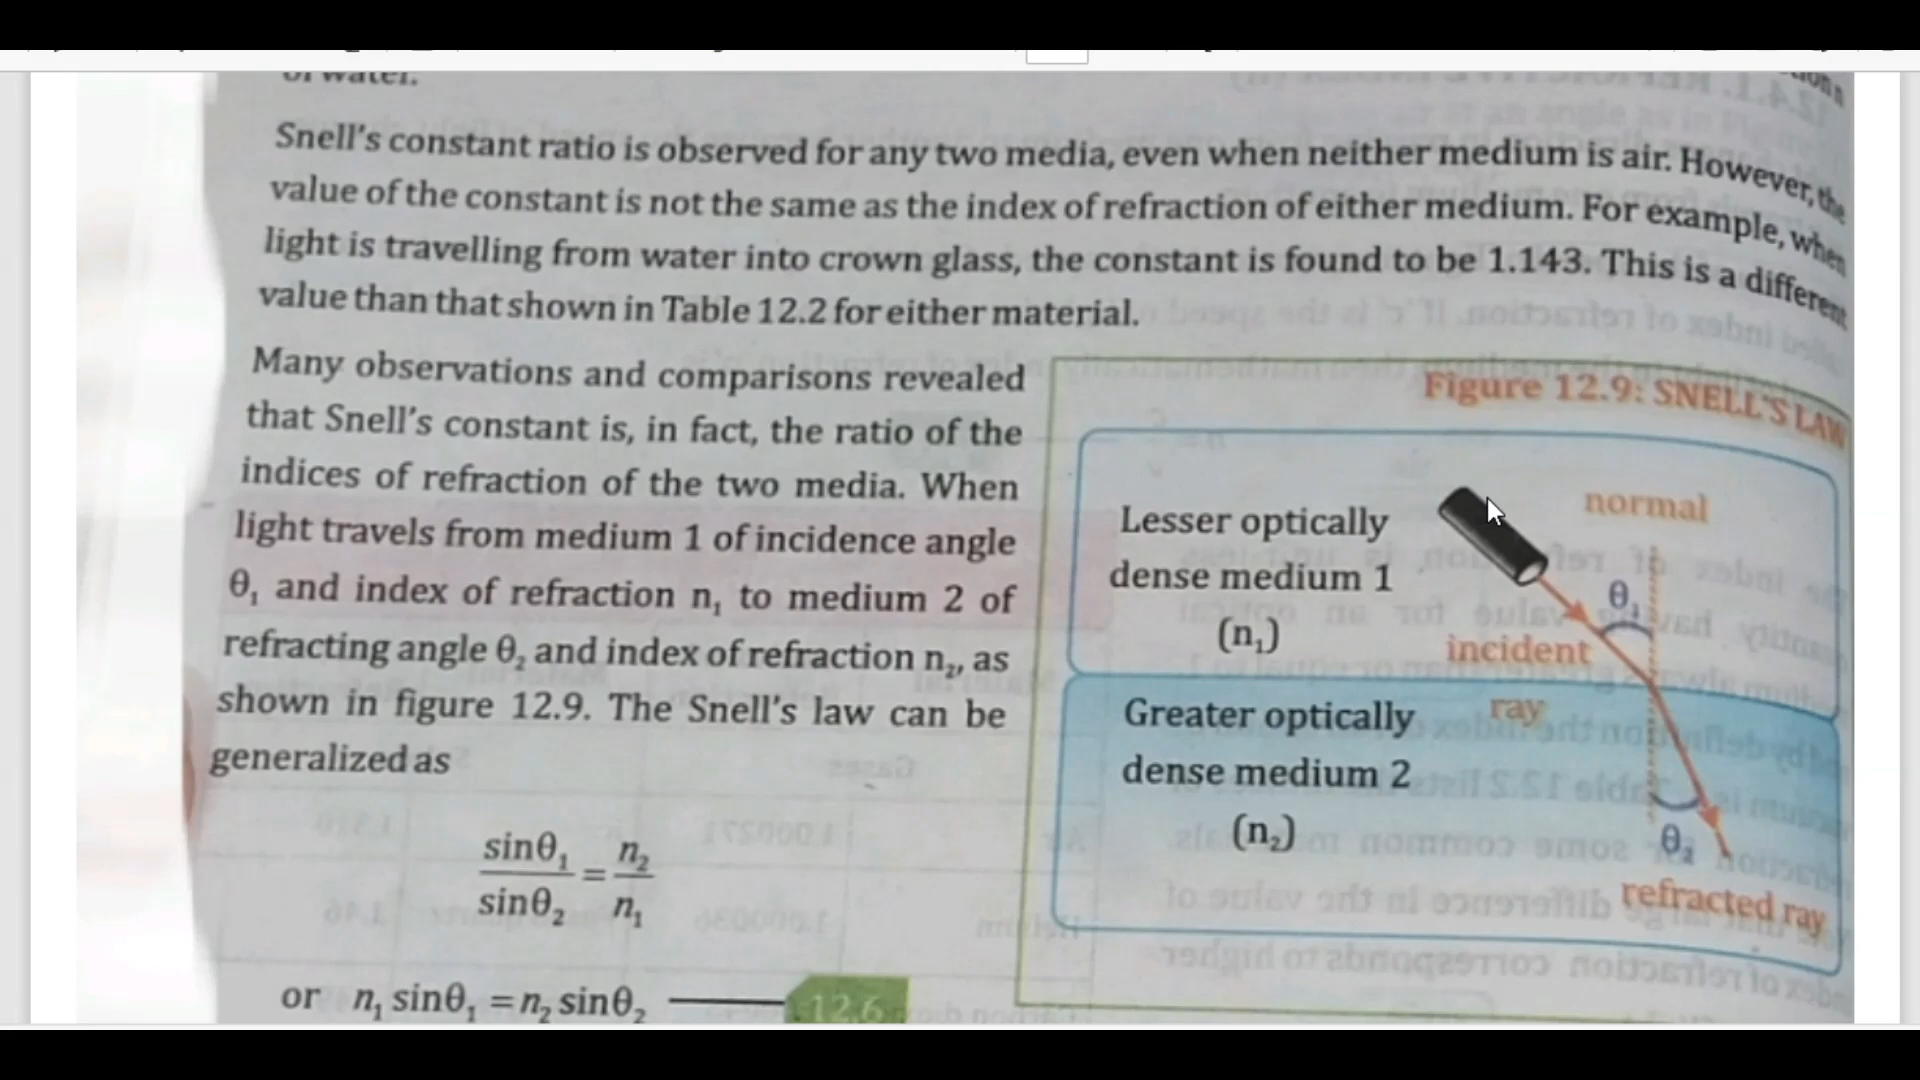 of water.
Snell's constant ratio is observed for any two media, even when neither medium is air. However, the
value of the constant is not the same as the index of refraction of either medium. For example, when
light is travelling from water into crown glass, the constant is found to be 1.143. This is a different
value than that shown in Table 12.2 for either material.
Many observations and comparisons revealed
that Snell's constant is, in fact, the ratio of the
indices of refraction of the two media. When
light travels from medium 1 of incidence angle
θ₁ and index of refraction n₁ to medium 2 of
refracting angle θ₂ and index of refraction n₂, as
shown in figure 12.9. The Snell's law can be
generalized as
sinθ₁/sinθ₂ = n₂/n₁
or n₁ sinθ₁ = n₂ sinθ₂ 12.6
Figure 12.9: SNELL'S LAW
Lesser optically
dense medium 1
(n₁)
normal
θ₁
incident
ray
Greater optically
dense medium 2
(n₂)
θ₂
refracted ray